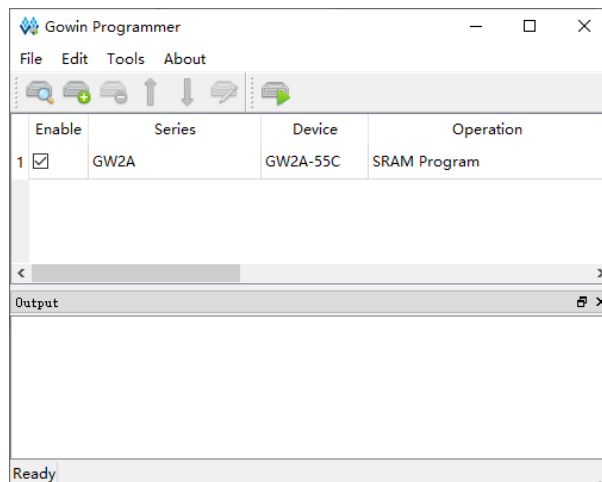 Gowin Programmer
File Edit Tools About
Enable Series Device Operation
1 GW2A GW2A-55C SRAM Program
Output
Ready